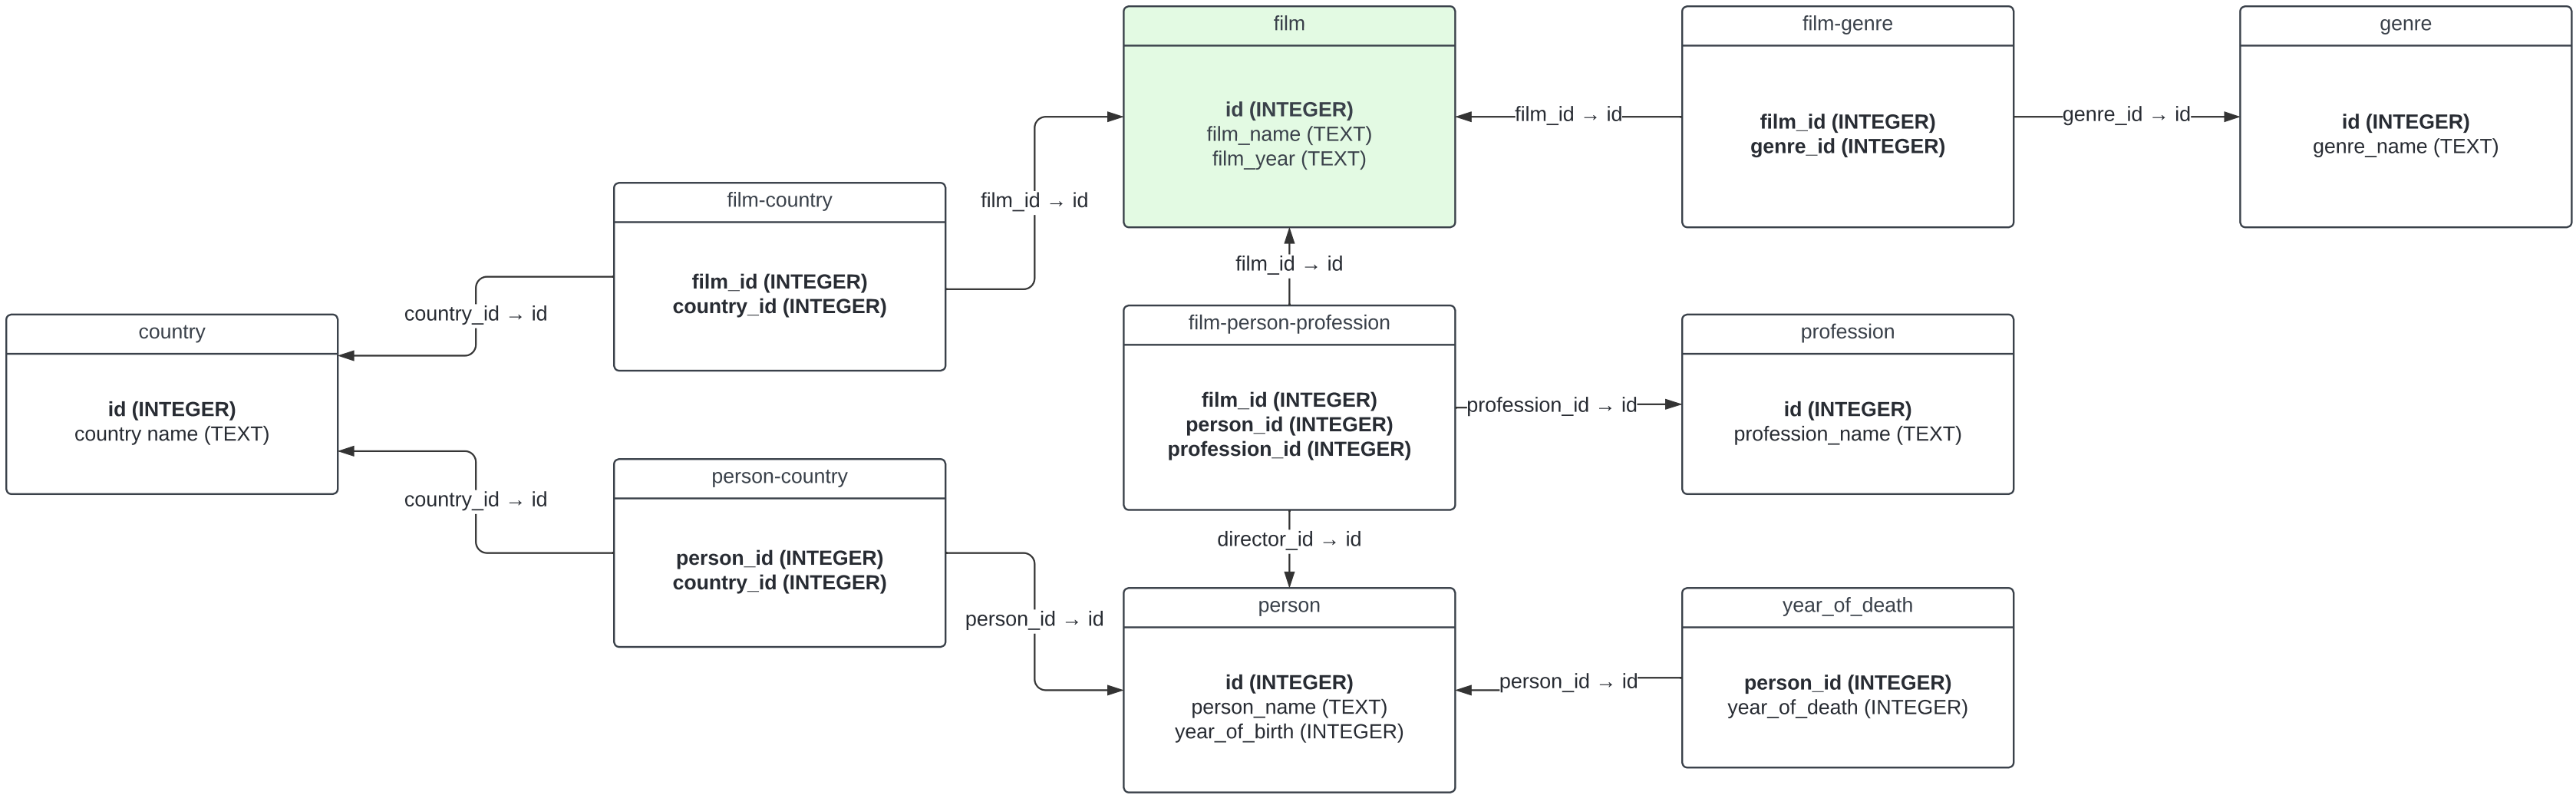 film
id (INTEGER)
film_name (TEXT)
film_year (TEXT)
film-genre
film_id (INTEGER)
genre_id (INTEGER)
genre
id (INTEGER)
genre_name (TEXT)
film_id → id
genre_id → id
film-country
film_id (INTEGER)
country_id (INTEGER)
film_id → id
country_id → id
film_id → id
country
id (INTEGER)
country name (TEXT)
film-person-profession
film_id (INTEGER)
person_id (INTEGER)
profession_id (INTEGER)
profession_id → id
profession
id (INTEGER)
profession_name (TEXT)
country_id → id
person-country
person_id (INTEGER)
country_id (INTEGER)
director_id → id
person_id → id
person
id (INTEGER)
person_name (TEXT)
year_of_birth (INTEGER)
person_id → id
year_of_death
person_id (INTEGER)
year_of_death (INTEGER)